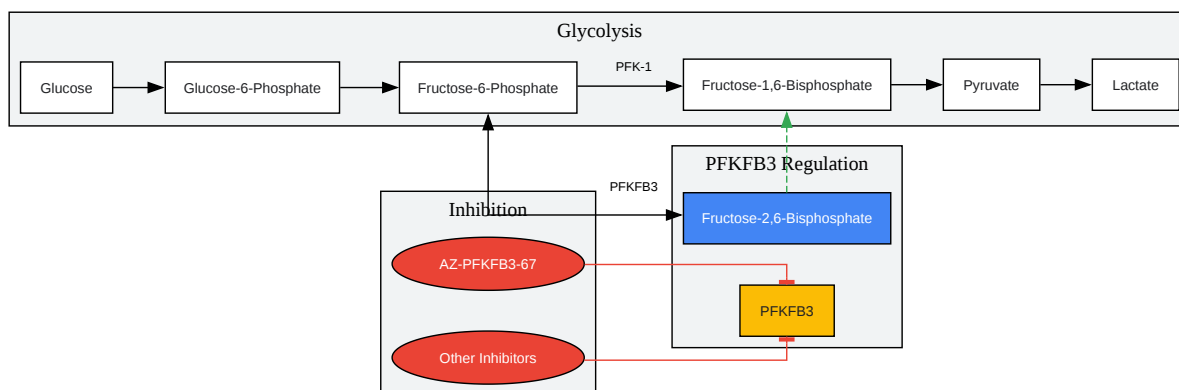 Glycolysis
Glucose
Glucose-6-Phosphate
Fructose-6-Phosphate
PFK-1
Fructose-1,6-Bisphosphate
Pyruvate
Lactate
PFKFB3 Regulation
PFKFB3
Fructose-2,6-Bisphosphate
Inhibition
AZ-PFKFB3-67
PFKFB3
Other Inhibitors